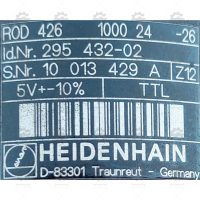 ROD 426 1000 24 -26
Id.Nr. 295 432-02
S.Nr. 10 013 429 A Z12
5V+-10% TTL
HEIDENHAIN
D-83301 Traunreut - Germany